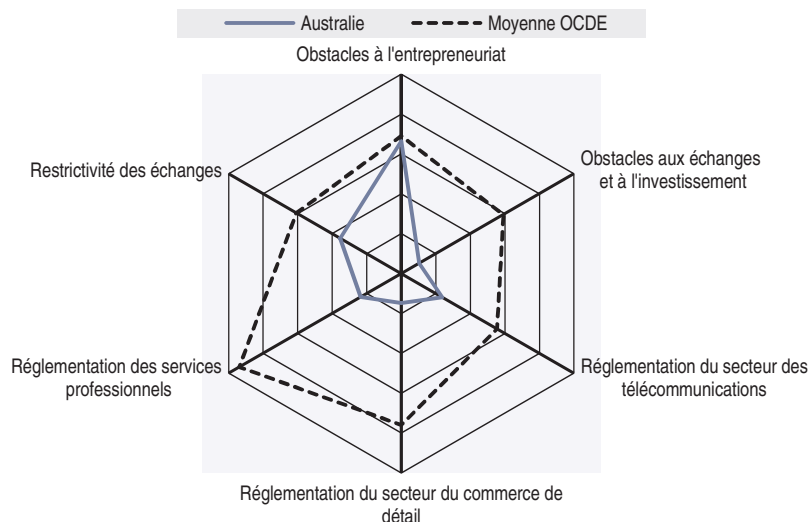 Australie
Moyenne OCDE
Obstacles à l'entrepreneuriat
Restrictivité des échanges
Obstacles aux échanges
et à l'investissement
Réglementation des services
professionnels
Réglementation du secteur des
télécommunications
Réglementation du secteur du commerce de
détail